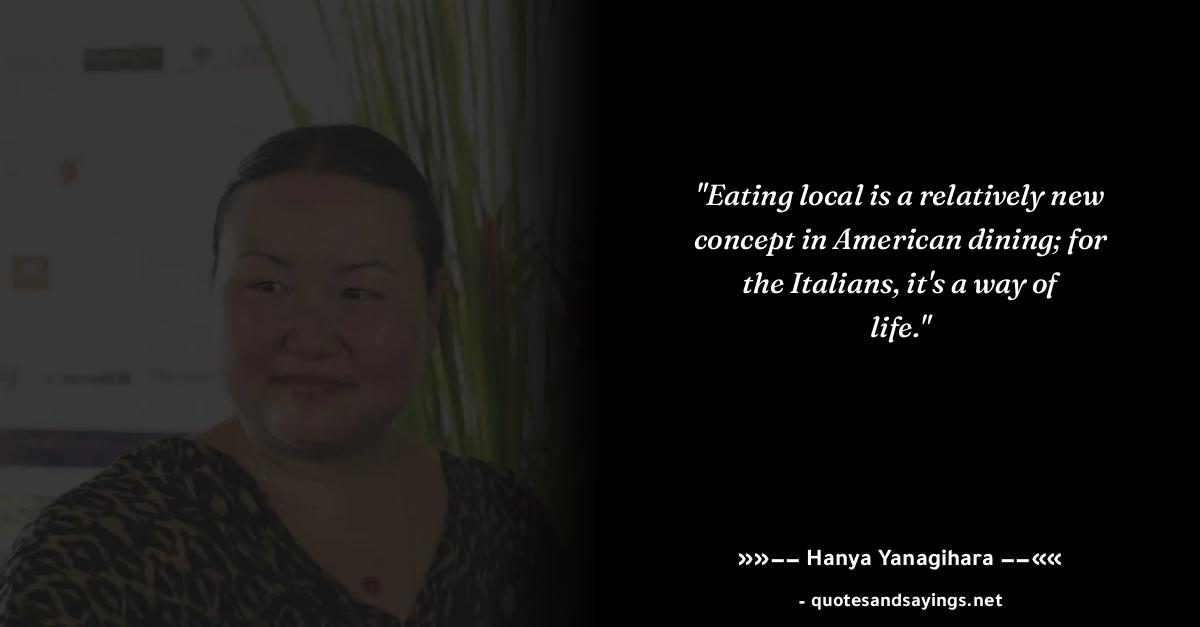 "Eating local is a relatively new
concept in American dining; for
the Italians, it's a way of
life."
»»−− Hanya Yanagihara −−««
- quotesandsayings.net